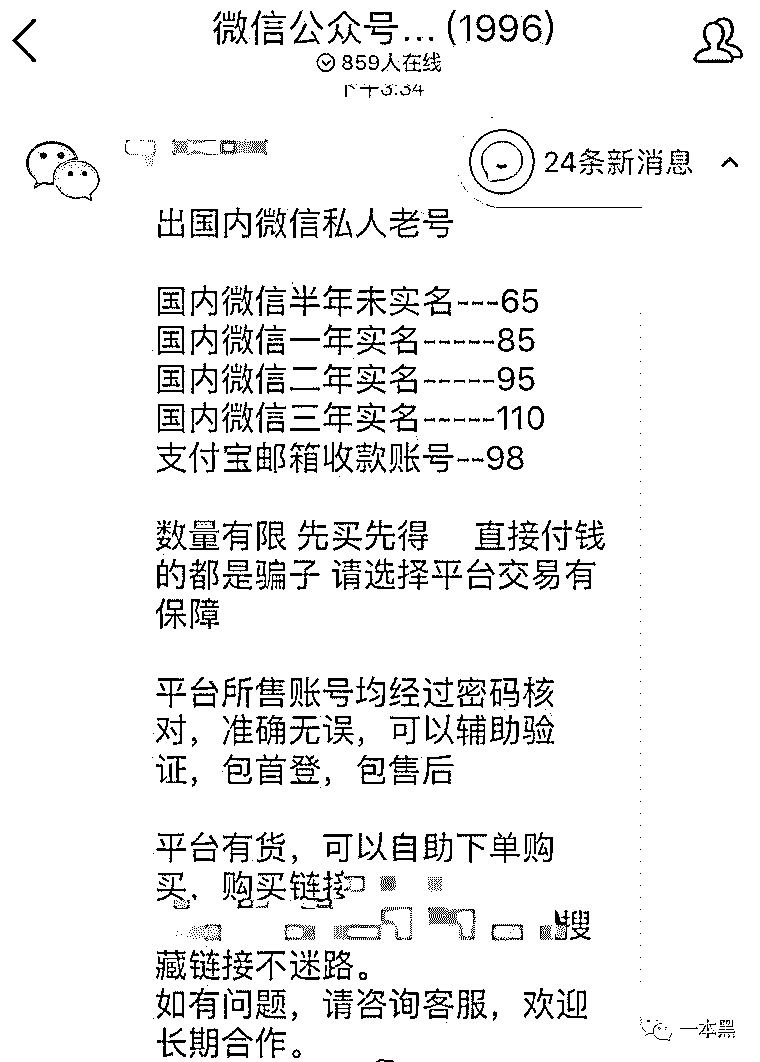 微信公众号... (1996)
859人在线
下午3:34
24条新消息
出国内微信私人老号
国内微信半年未实名---65
国内微信一年实名-----85
国内微信二年实名-----95
国内微信三年实名-----110
支付宝邮箱收款账号--98
数量有限 先买先得 直接付钱
的都是骗子 请选择平台交易有
保障
平台所售账号均经过密码核
对，准确无误，可以辅助验
证，包首登，包售后
平台有货，可以自助下单购
买，购买链接
搜
藏链接不迷路。
如有问题，请咨询客服，欢迎
长期合作。
一本黑